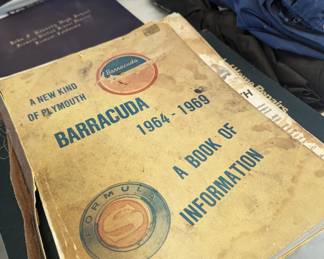 Barracuda
A NEW KIND
OF PLYMOUTH
BARRACUDA
1964 - 1969
A BOOK OF
INFORMATION
FORMULA
S